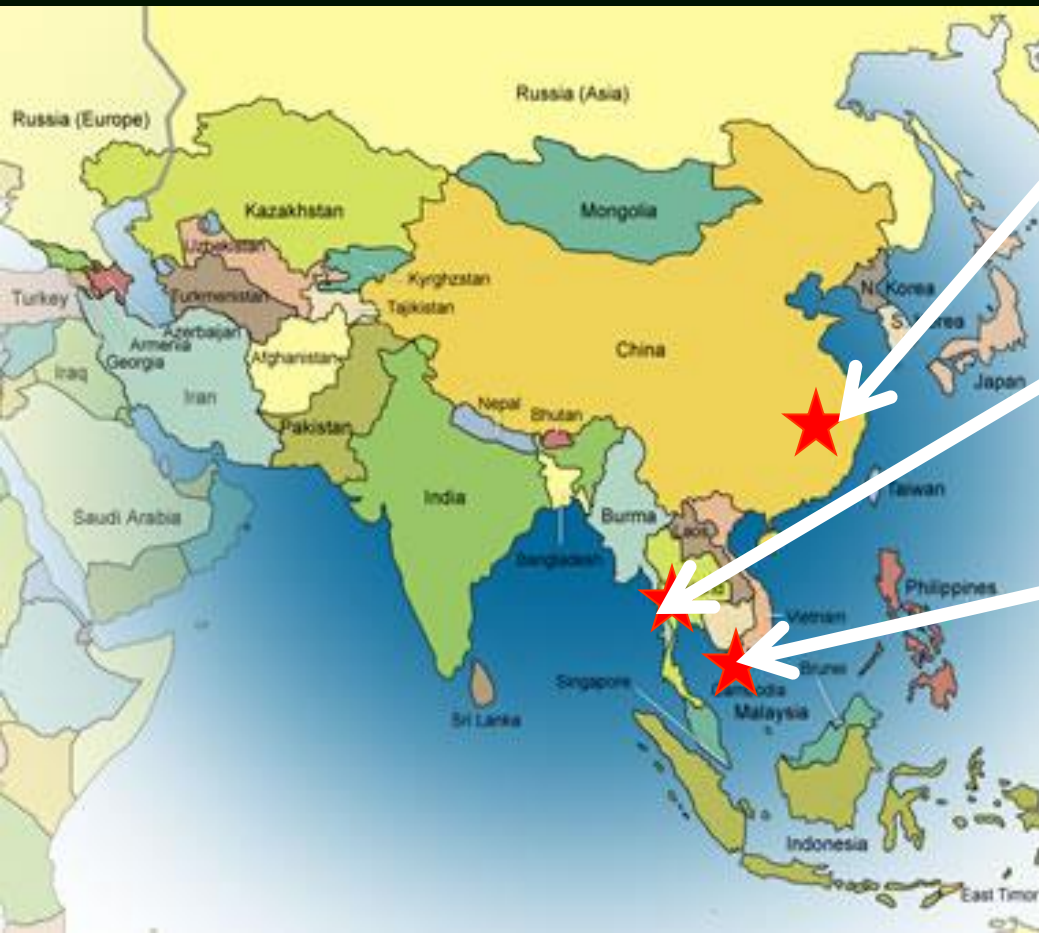 Russia (Asia)
Russia (Europe)
Kazakhstan
Mongolia
Uzbekistan
Kyrghzstan
Turkey
Turkmenistan
N. Korea
Tajikistan
S. Korea
Azerbaijan
Armenia
Georgia
Afghanistan
China
Iraq
Japan
Iran
Nepal
Bhutan
Pakistan
India
Taiwan
Saudi Arabia
Burma
Laos
Bangladesh
Philippines
Vietnam
Brunei
Singapore
Cambodia
Sri Lanka
Malaysia
Indonesia
East Timor